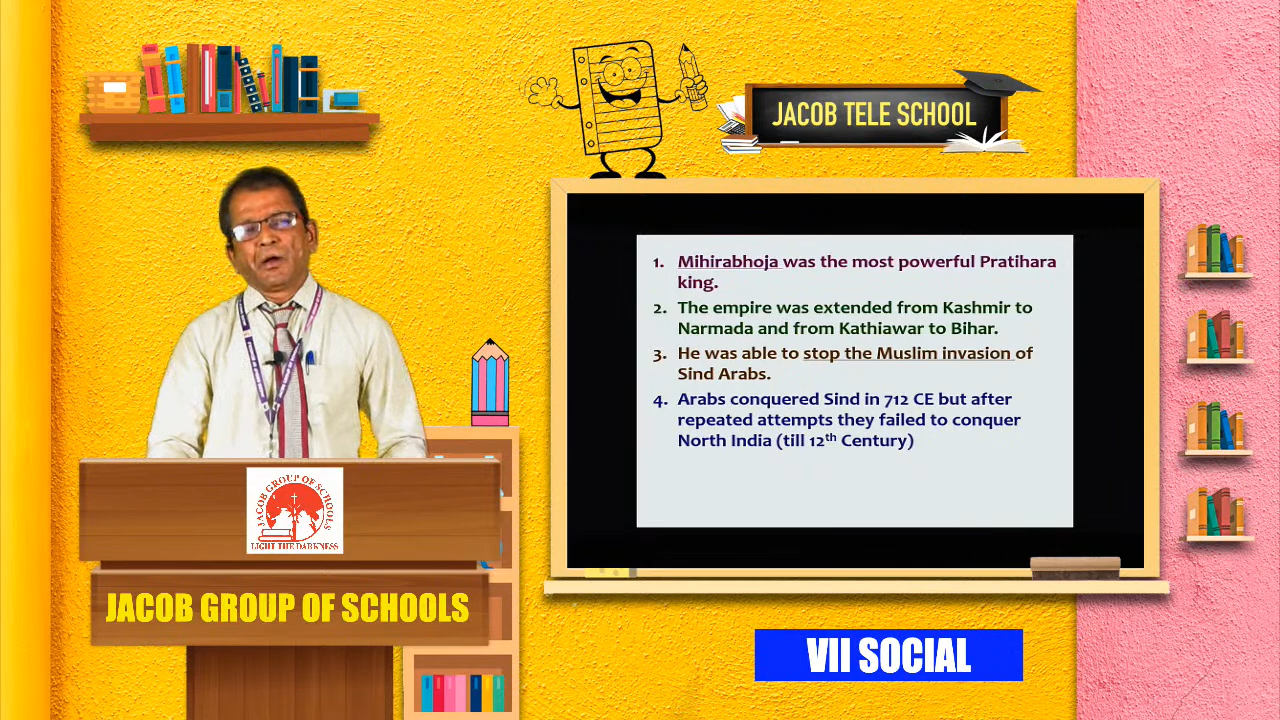 JACOB TELE SCHOOL
1. Mihirabhoja was the most powerful Pratihara
king.
2. The empire was extended from Kashmir to
Narmada and from Kathiawar to Bihar.
3. He was able to stop the Muslim invasion of
Sind Arabs.
4. Arabs conquered Sind in 712 CE but after
repeated attempts they failed to conquer
North India (till 12th Century)
JACOB GROUP OF SCHOOLS
LIGHT THE DARKNESS
JACOB GROUP OF SCHOOLS
VII SOCIAL